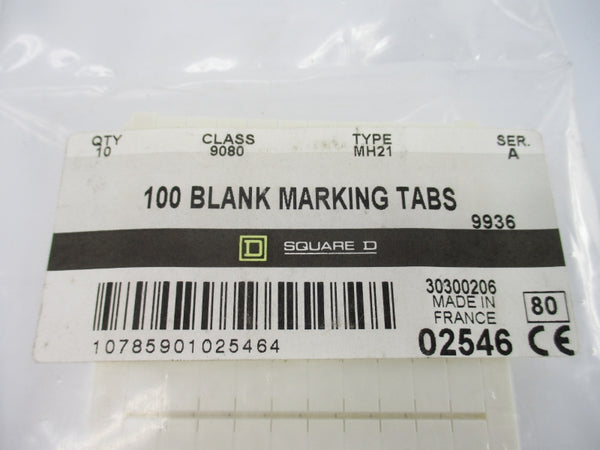 QTY CLASS TYPE SER.
10 9080 MH21 A
100 BLANK MARKING TABS
9936
D SQUARE D
30300206
MADE IN
FRANCE
80
10785901025464
02546 CE